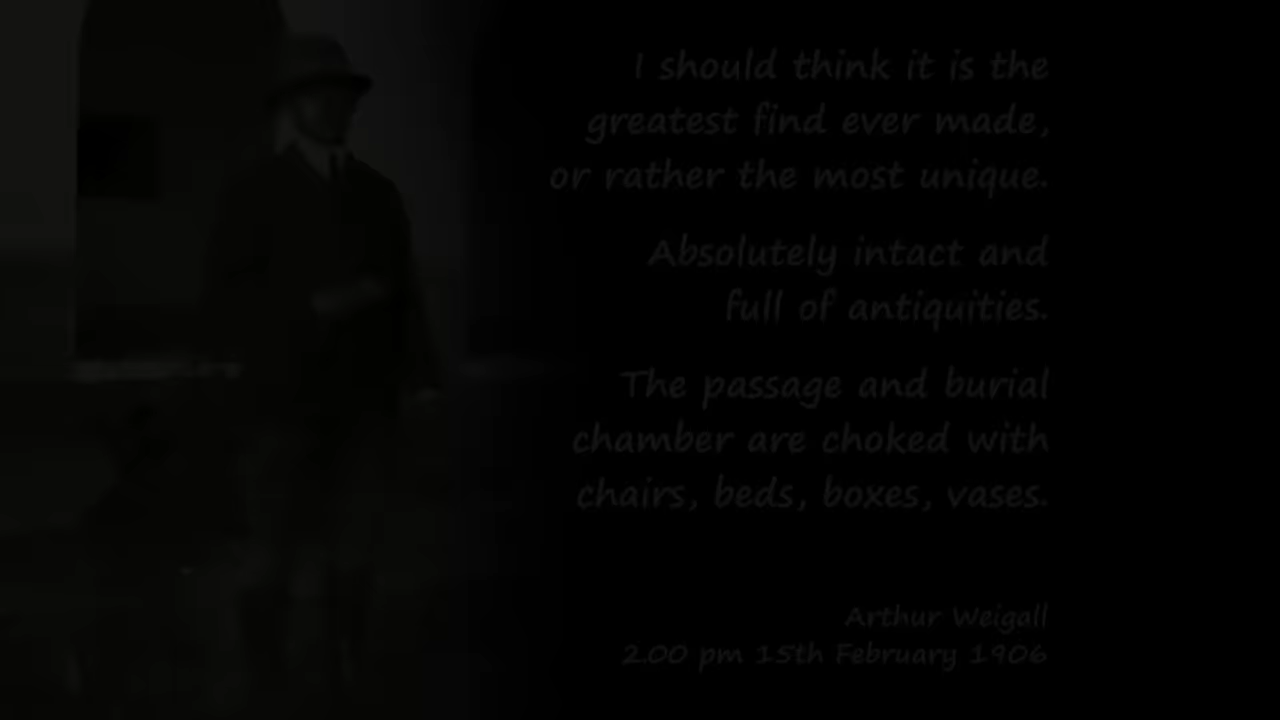 I should think it is the
greatest find ever made,
or rather the most unique.
Absolutely intact and
full of antiquities.
The passage and burial
chamber are choked with
chairs, beds, boxes, vases.
Arthur Weigall
2.00 pm 15th February 1906